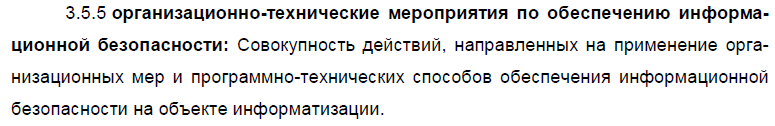 3.5.5 организационно-технические мероприятия по обеспечению информа-
ционной безопасности: Совокупность действий, направленных на применение орга-
низационных мер и программно-технических способов обеспечения информационной
безопасности на объекте информатизации.